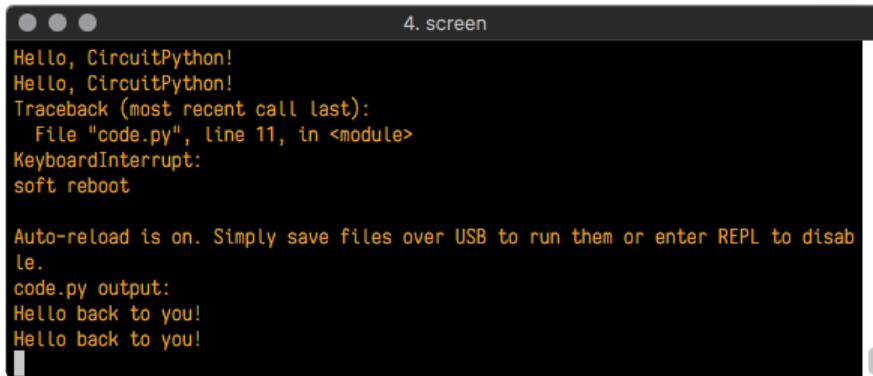 4. screen
Hello, CircuitPython!
Hello, CircuitPython!
Traceback (most recent call last):
  File "code.py", line 11, in <module>
KeyboardInterrupt:
soft reboot

Auto-reload is on. Simply save files over USB to run them or enter REPL to disab
le.
code.py output:
Hello back to you!
Hello back to you!